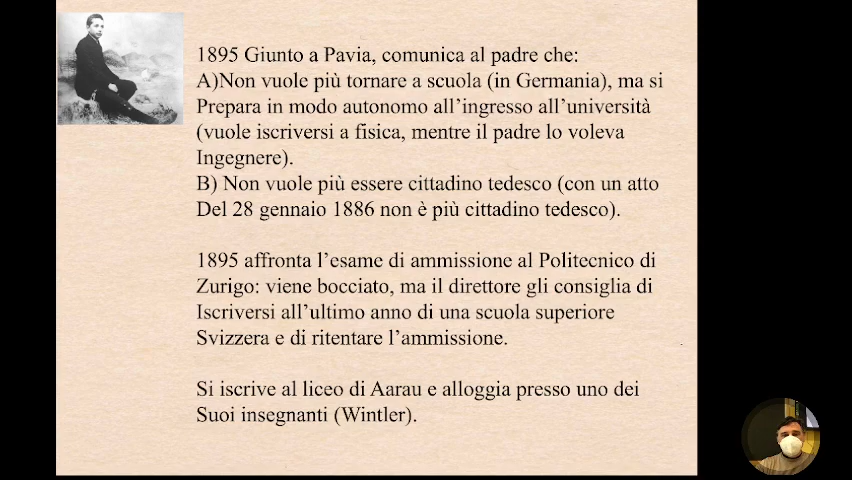 1895 Giunto a Pavia, comunica al padre che:
A)Non vuole più tornare a scuola (in Germania), ma si
Prepara in modo autonomo all’ingresso all’università
(vuole iscriversi a fisica, mentre il padre lo voleva
Ingegnere).
B) Non vuole più essere cittadino tedesco (con un atto
Del 28 gennaio 1886 non è più cittadino tedesco).
1895 affronta l’esame di ammissione al Politecnico di
Zurigo: viene bocciato, ma il direttore gli consiglia di
Iscriversi all’ultimo anno di una scuola superiore
Svizzera e di ritentare l’ammissione.
Si iscrive al liceo di Aarau e alloggia presso uno dei
Suoi insegnanti (Wintler).